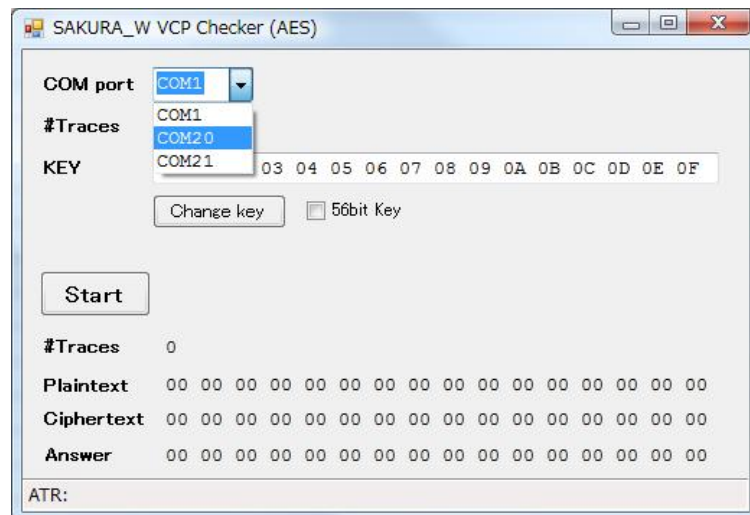 SAKURA_W VCP Checker (AES)
COM port COM1
COM1
#Traces
COM20
COM21
KEY 03 04 05 06 07 08 09 0A 0B 0C 0D 0E 0F
Change key 56bit Key
Start
#Traces 0
Plaintext 00 00 00 00 00 00 00 00 00 00 00 00 00 00 00 00
Ciphertext 00 00 00 00 00 00 00 00 00 00 00 00 00 00 00 00
Answer 00 00 00 00 00 00 00 00 00 00 00 00 00 00 00 00
ATR: